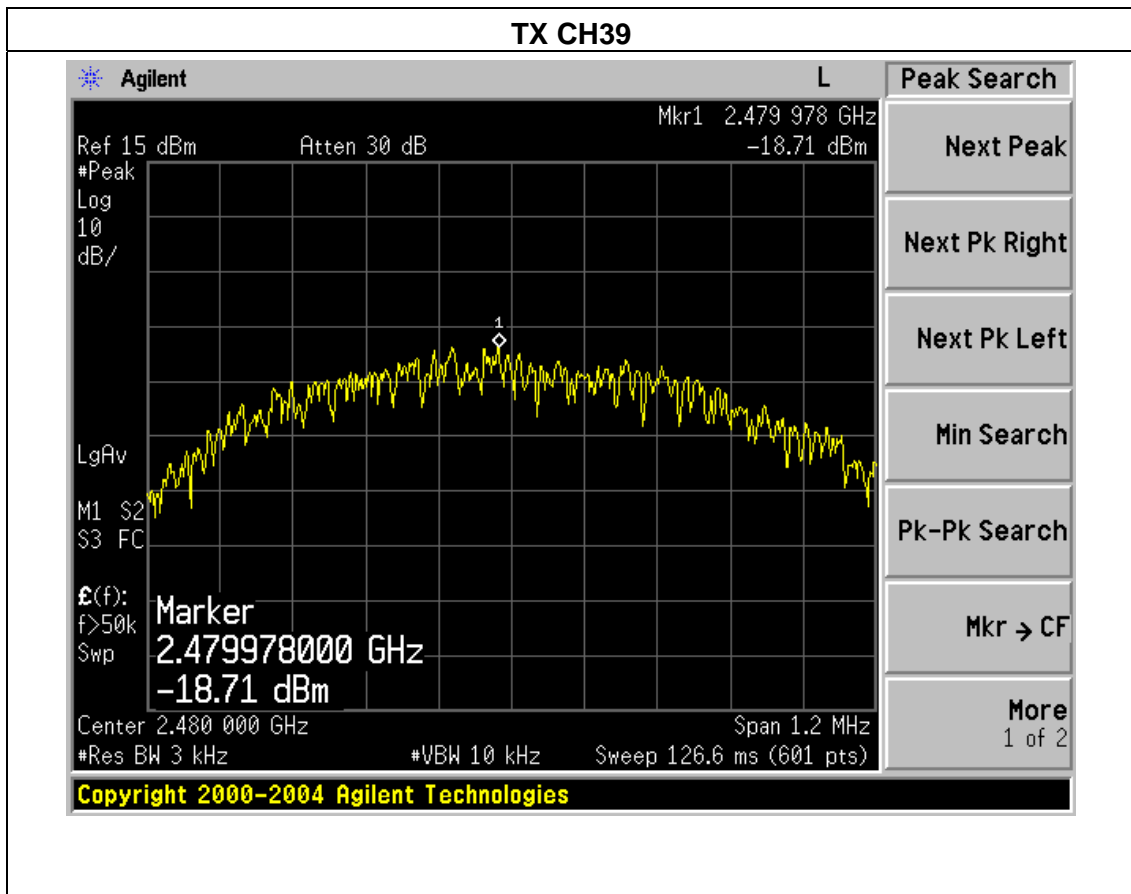 TX CH39
Agilent L Peak Search
Mkr1 2.479 978 GHz
Ref 15 dBm Atten 30 dB -18.71 dBm
#Peak
Log
10
dB/
1
LgAv
M1 S2
S3 FC
£(f):
f>50k
Swp
Marker
2.479978000 GHz
-18.71 dBm
Center 2.480 000 GHz Span 1.2 MHz
#Res BW 3 kHz #VBW 10 kHz Sweep 126.6 ms (601 pts)
Next Peak
Next Pk Right
Next Pk Left
Min Search
Pk-Pk Search
Mkr → CF
More
1 of 2
Copyright 2000-2004 Agilent Technologies